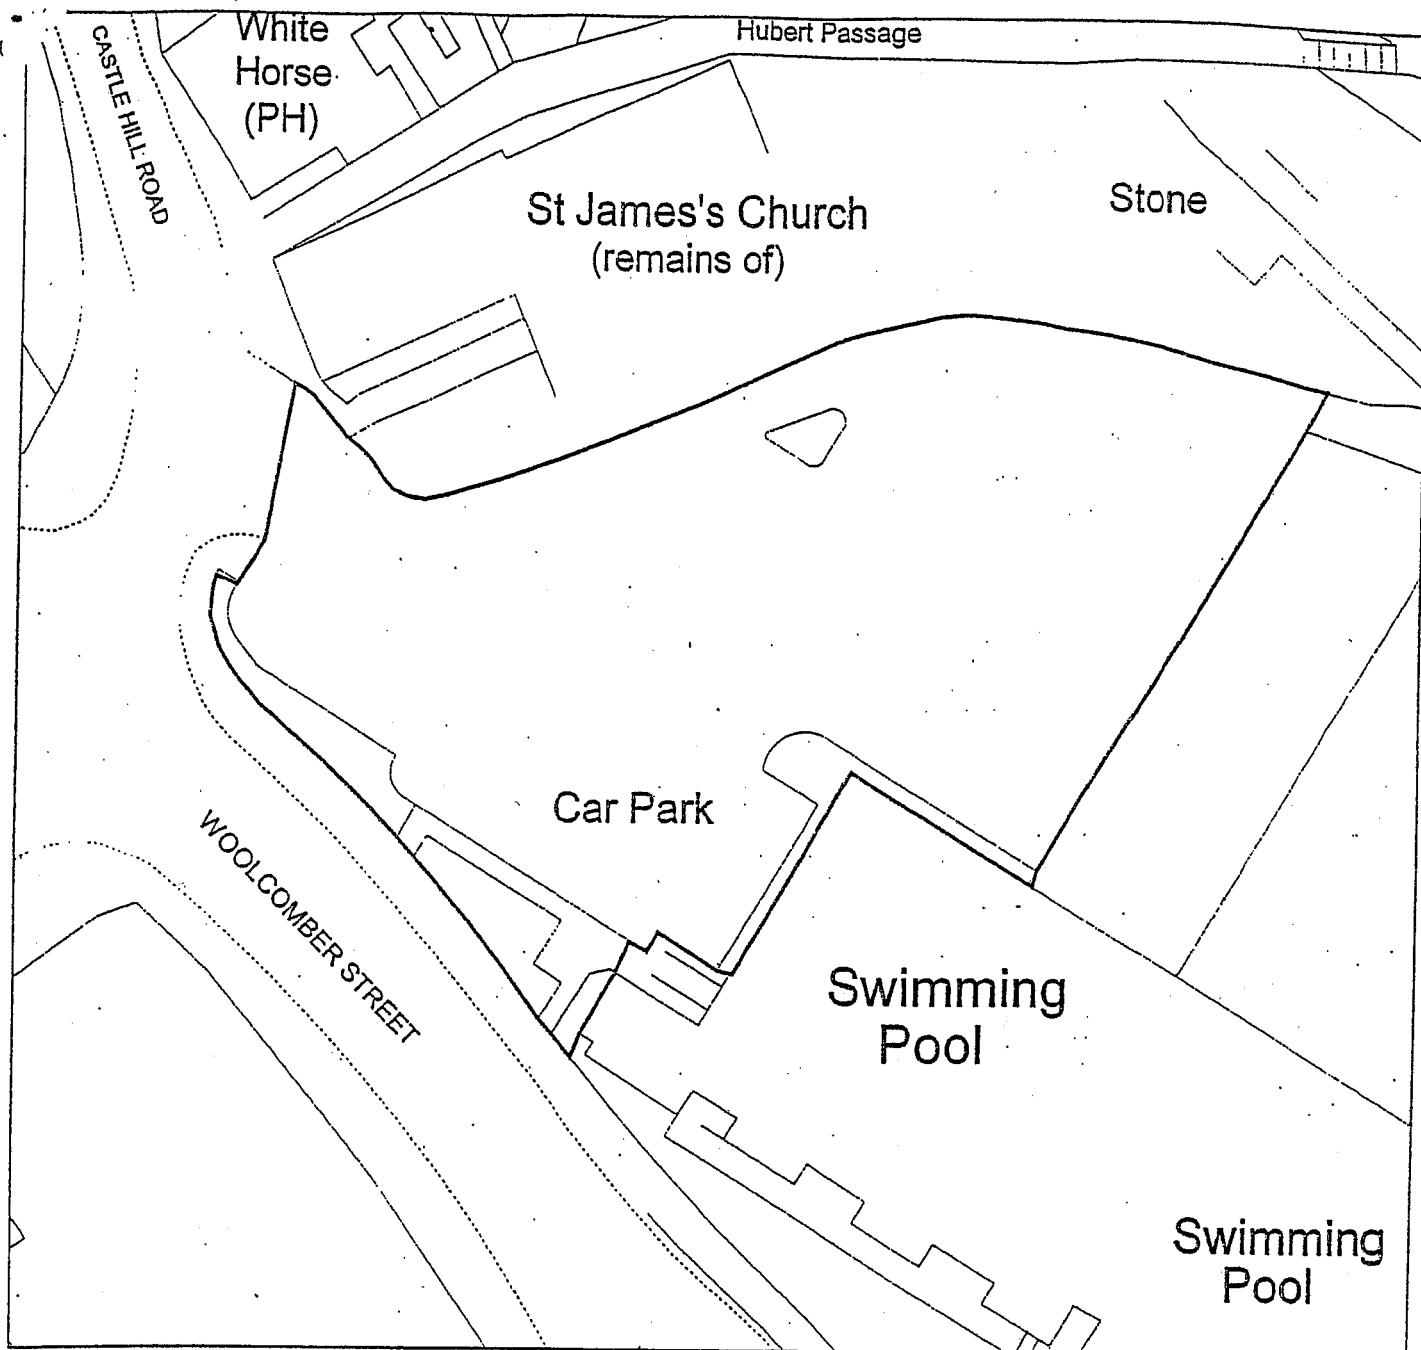 CASTLE HILL ROAD
White
Horse
(PH)
Hubert Passage
St James's Church
(remains of)
Stone
Car Park
WOOLCOMBER STREET
Swimming
Pool
Swimming
Pool